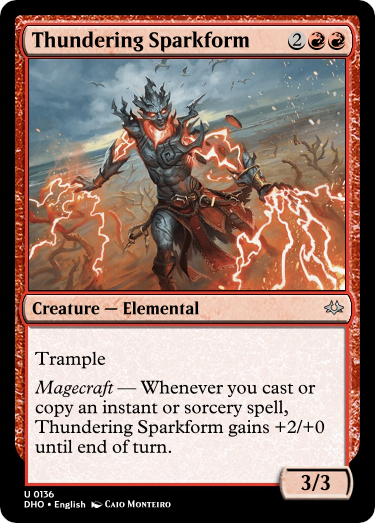 Thundering Sparkform 2
Creature — Elemental
Trample
Magecraft — Whenever you cast or
copy an instant or sorcery spell,
Thundering Sparkform gains +2/+0
until end of turn.
3/3
U 0136
DHO • English Caio Monteiro